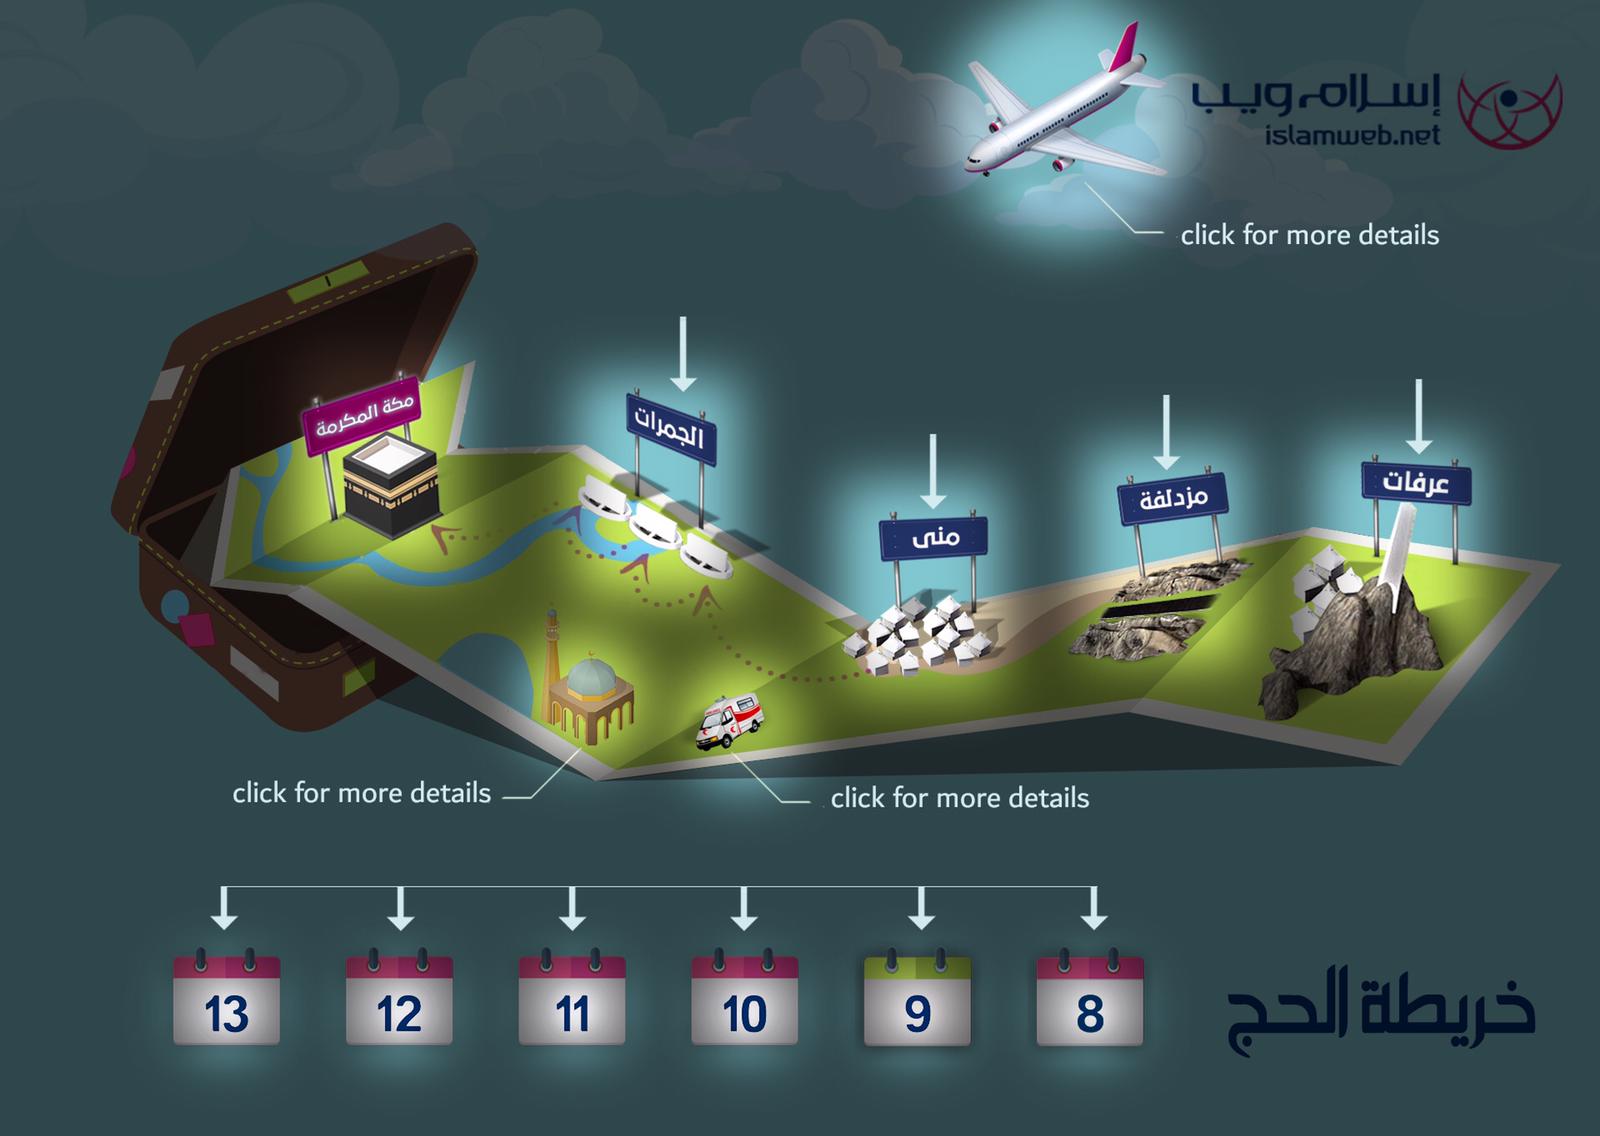 إسلام ويب
islamweb.net
click for more details
مكة المكرمة
الجمرات
منى
مزدلفة
عرفات
click for more details
click for more details
13
12
11
10
9
8
خريطة الحج